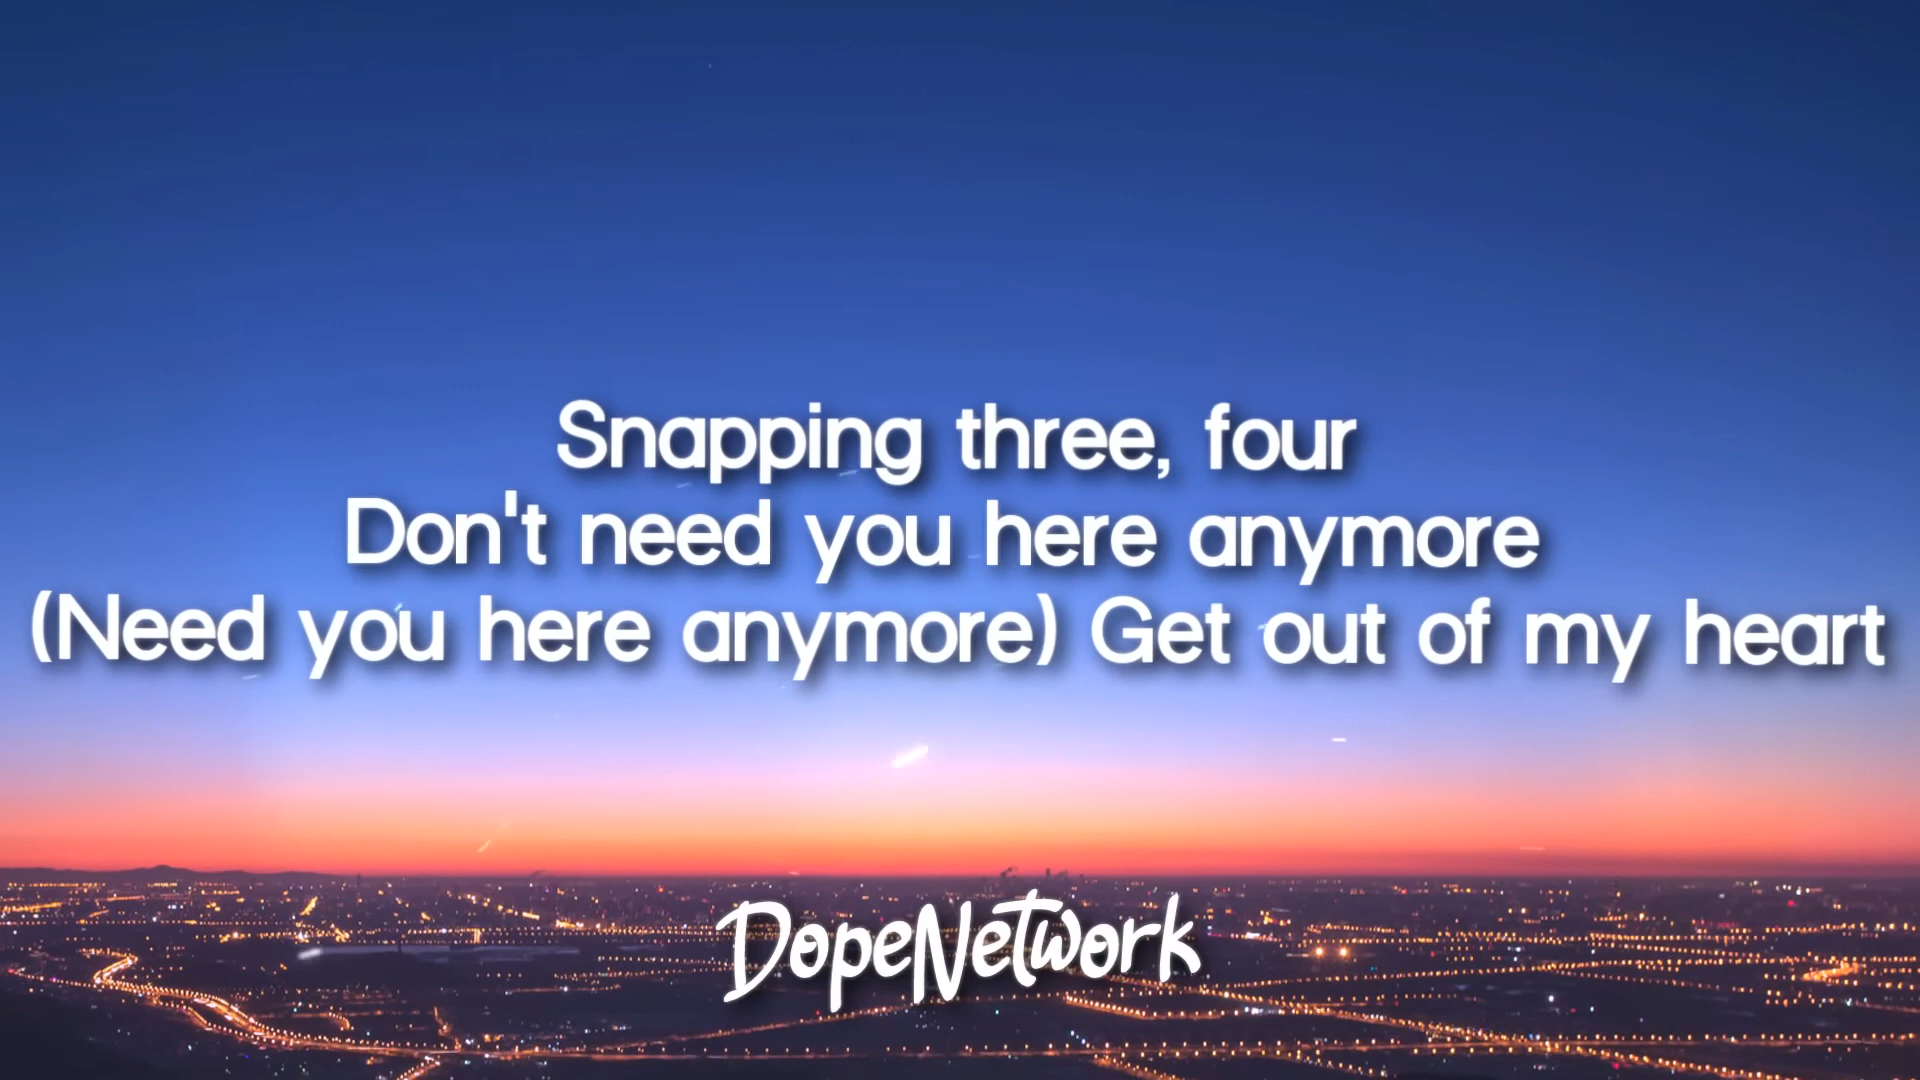 Snapping three, four
Don't need you here anymore
(Need you here anymore) Get out of my heart
DopeNetwork